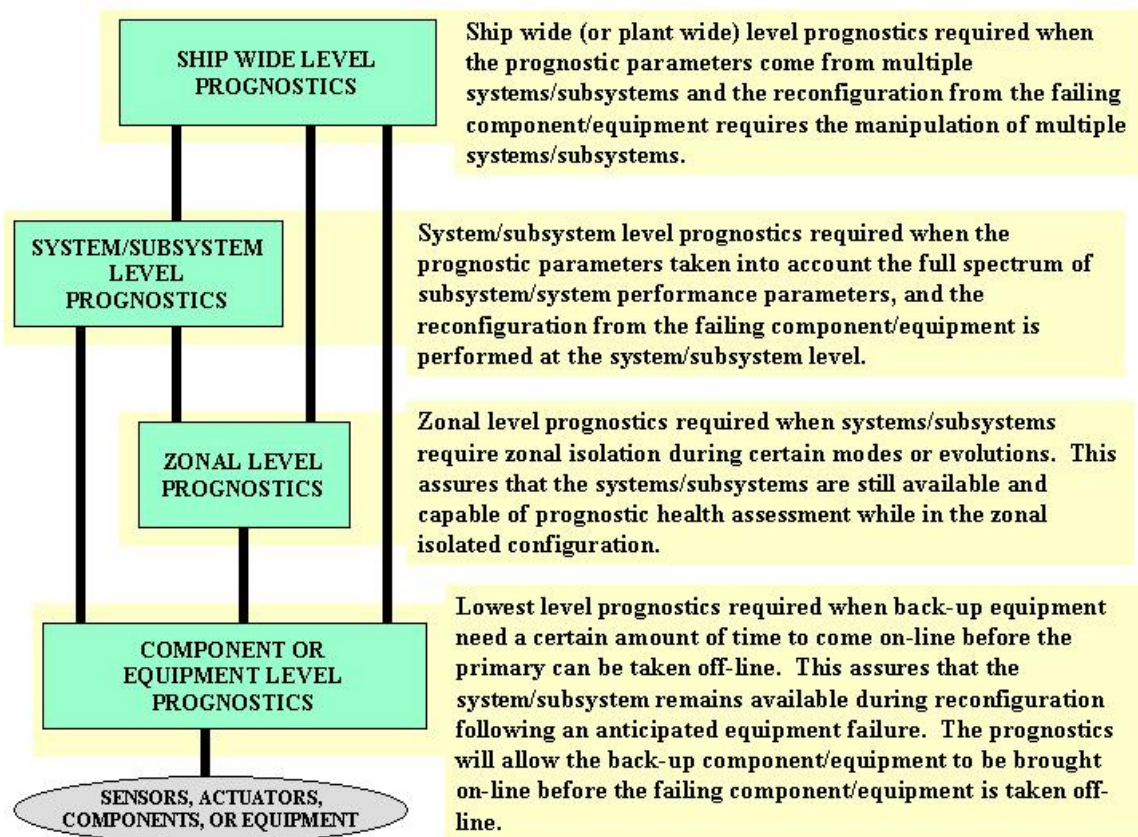 SHIP WIDE LEVEL
PROGNOSTICS
Ship wide (or plant wide) level prognostics required when
the prognostic parameters come from multiple
systems/subsystems and the reconfiguration from the failing
component/equipment requires the manipulation of multiple
systems/subsystems.
SYSTEM/SUBSYSTEM
LEVEL
PROGNOSTICS
System/subsystem level prognostics required when the
prognostic parameters taken into account the full spectrum of
subsystem/system performance parameters, and the
reconfiguration from the failing component/equipment is
performed at the system/subsystem level.
ZONAL LEVEL
PROGNOSTICS
Zonal level prognostics required when systems/subsystems
require zonal isolation during certain modes or evolutions.  This
assures that the systems/subsystems are still available and
capable of prognostic health assessment while in the zonal
isolated configuration.
COMPONENT OR
EQUIPMENT LEVEL
PROGNOSTICS
Lowest level prognostics required when back-up equipment
need a certain amount of time to come on-line before the
primary can be taken off-line.  This assures that the
system/subsystem remains available during reconfiguration
following an anticipated equipment failure.  The prognostics
will allow the back-up component/equipment to be brought
on-line before the failing component/equipment is taken off-
line.
SENSORS, ACTUATORS,
COMPONENTS, OR EQUIPMENT